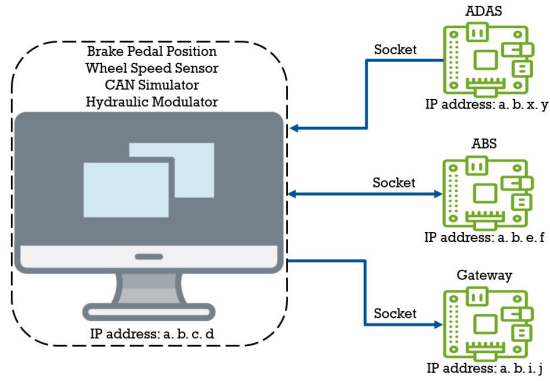 Brake Pedal Position
Wheel Speed Sensor
CAN Simulator
Hydraulic Modulator
IP address: a. b. c. d
ADAS
Socket
IP address: a. b. x. y
ABS
Socket
IP address: a. b. e. f
Gateway
Socket
IP address: a. b. i. j